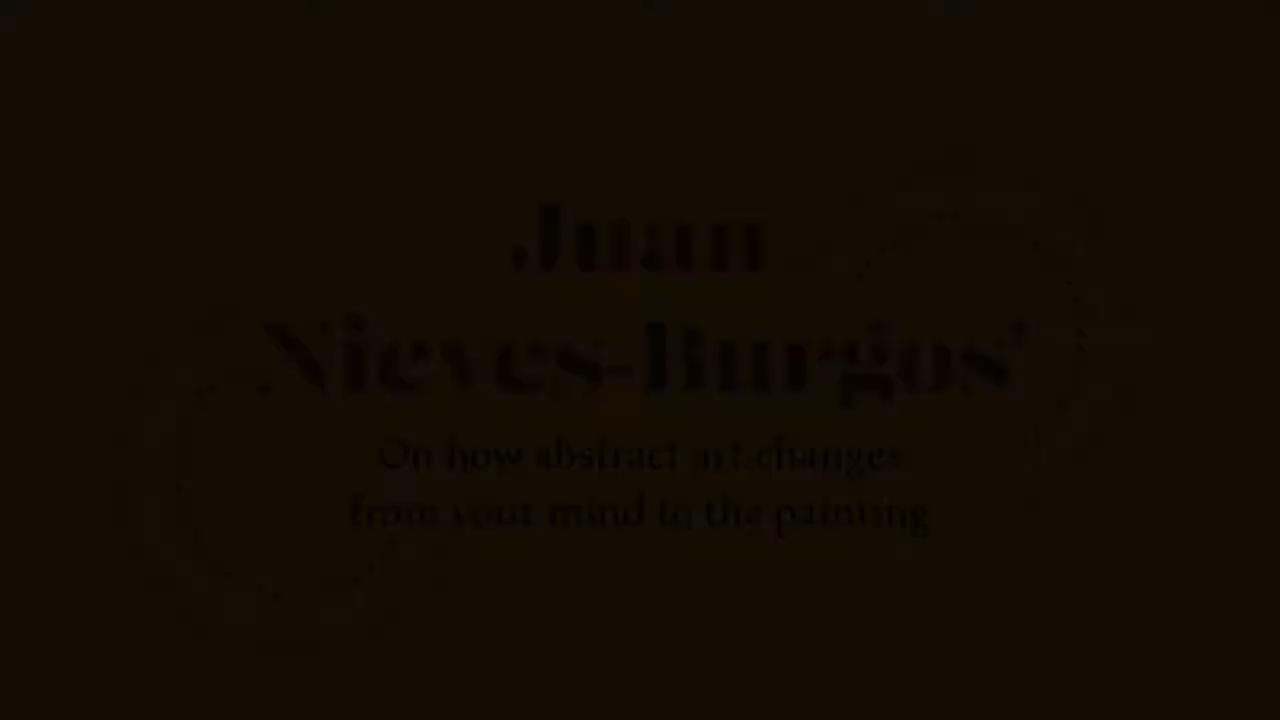 Juan
Nieves-Burgos'
On how abstract art changes
from your mind to the painting